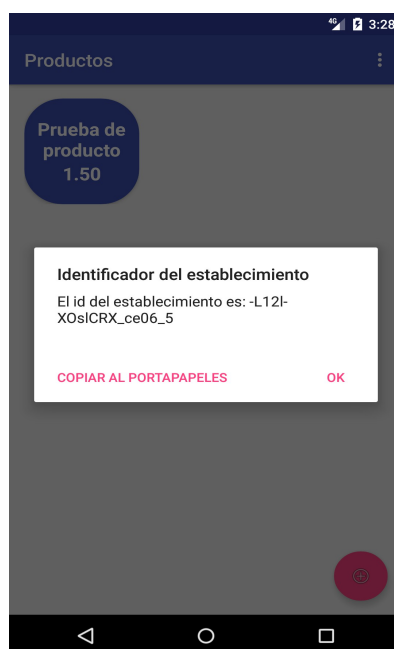 4G 3:28
Productos
Prueba de
producto
1.50
Identificador del establecimiento
El id del establecimiento es: -L12l-
XOslCRX_ce06_5
COPIAR AL PORTAPAPELES OK